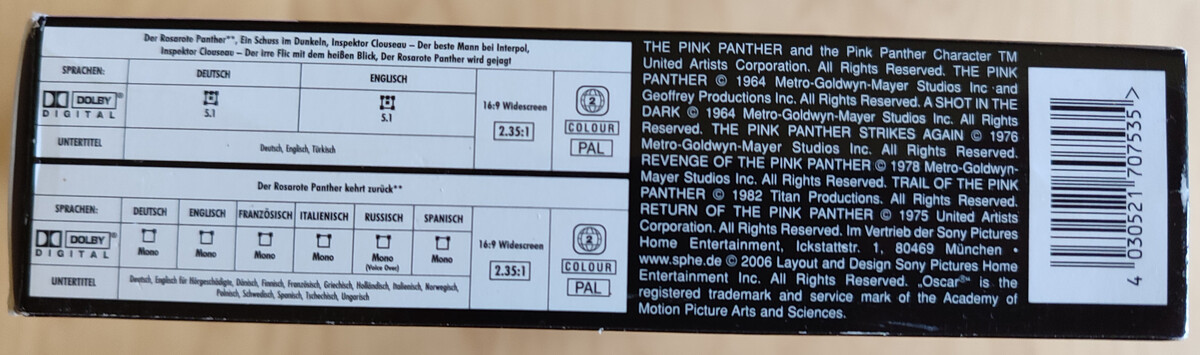 Der Rosarote Panther**, Ein Schuss im Dunkeln, Inspektor Clouseau – Der beste Mann bei Interpol,
Inspektor Clouseau – Der irre Flic mit dem heißen Blick, Der Rosarote Panther wird gejagt
SPRACHEN: DEUTSCH ENGLISCH
DOLBY®
DIGITAL
5.1 5.1
16:9 Widescreen
2.35:1
2
COLOUR
PAL
UNTERTITEL Deutsch, Englisch, Türkisch
Der Rosarote Panther kehrt zurück**
SPRACHEN: DEUTSCH ENGLISCH FRANZÖSISCH ITALIENISCH RUSSISCH SPANISCH
DOLBY®
DIGITAL
Mono Mono Mono Mono Mono Mono
(Voice Over)
16:9 Widescreen
2.35:1
2
COLOUR
PAL
UNTERTITEL Deutsch, Englisch für Hörgeschädigte, Dänisch, Finnisch, Französisch, Griechisch, Holländisch, Italienisch, Norwegisch,
Polnisch, Schwedisch, Spanisch, Tschechisch, Ungarisch
THE PINK PANTHER and the Pink Panther Character TM
United Artists Corporation. All Rights Reserved. THE PINK
PANTHER © 1964 Metro-Goldwyn-Mayer Studios Inc and
Geoffrey Productions Inc. All Rights Reserved. A SHOT IN THE
DARK © 1964 Metro-Goldwyn-Mayer Studios Inc. All Rights
Reserved. THE PINK PANTHER STRIKES AGAIN © 1976
Metro-Goldwyn-Mayer Studios Inc. All Rights Reserved.
REVENGE OF THE PINK PANTHER © 1978 Metro-Goldwyn-
Mayer Studios Inc. All Rights Reserved. TRAIL OF THE PINK
PANTHER © 1982 Titan Productions. All Rights Reserved.
RETURN OF THE PINK PANTHER © 1975 United Artists
Corporation. All Rights Reserved. Im Vertrieb der Sony Pictures
Home Entertainment, Ickstattstr. 1, 80469 München •
www.sphe.de © 2006 Layout and Design Sony Pictures Home
Entertainment Inc. All Rights Reserved. „Oscar®" is the
registered trademark and service mark of the Academy of
Motion Picture Arts and Sciences.
4 030521 707535 >